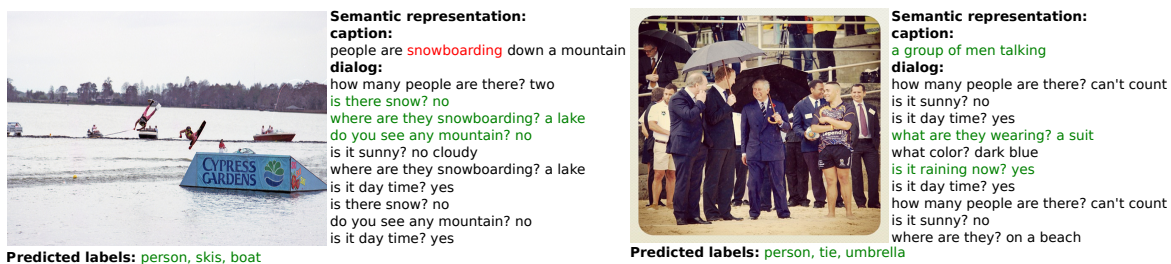 Semantic representation:
caption:
people are snowboarding down a mountain
dialog:
how many people are there? two
is there snow? no
where are they snowboarding? a lake
do you see any mountain? no
is it sunny? no cloudy
where are they snowboarding? a lake
is it day time? yes
is there snow? no
do you see any mountain? no
is it day time? yes
CYPRESS
GARDENS
Predicted labels: person, skis, boat
Semantic representation:
caption:
a group of men talking
dialog:
how many people are there? can't count
is it sunny? no
is it day time? yes
what are they wearing? a suit
what color? dark blue
is it raining now? yes
is it day time? yes
how many people are there? can't count
is it sunny? no
where are they? on a beach
Predicted labels: person, tie, umbrella